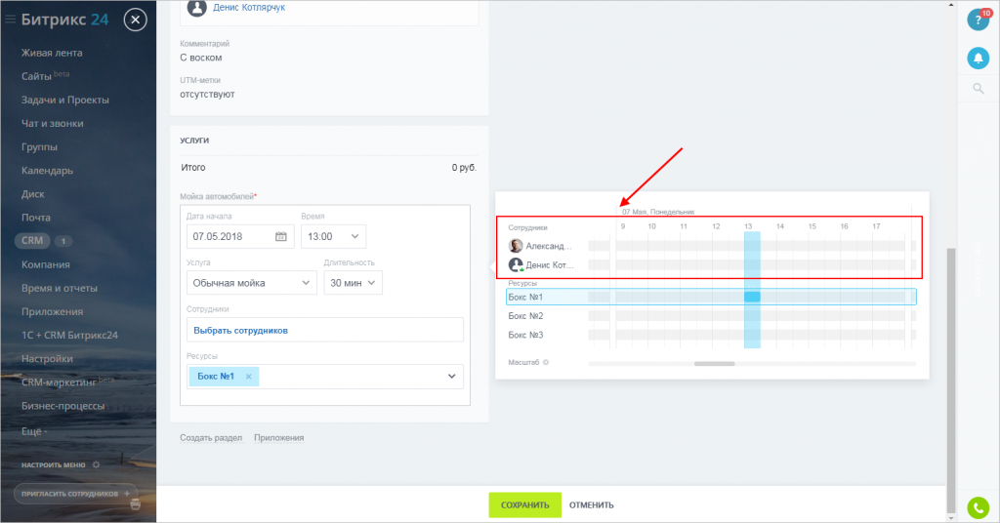 Битрикс 24
Живая лента
Сайты beta
Задачи и Проекты
Чат и звонки
Группы
Календарь
Диск
Почта
CRM 1
Компания
Время и отчеты
Приложения
1С + CRM Битрикс24
Настройки
CRM-маркетинг beta
Бизнес-процессы
Ещё
НАСТРОИТЬ МЕНЮ
ПРИГЛАСИТЬ СОТРУДНИКОВ +
Денис Котлярчук
Комментарий
С воском
UTM-метки
отсутствуют
УСЛУГИ
Итого 0 руб.
Мойка автомобилей*
Дата начала Время
07.05.2018 13:00
Услуга Длительность
Обычная мойка 30 мин
Сотрудники
Выбрать сотрудников
Ресурсы
Бокс №1 ×
Создать раздел Приложения
07 Мая, Понедельник
Сотрудники 9 10 11 12 13 14 15 16 17
Александ...
Денис Кот...
Ресурсы
Бокс №1
Бокс №2
Бокс №3
Масштаб
СОХРАНИТЬ ОТМЕНИТЬ
? 10